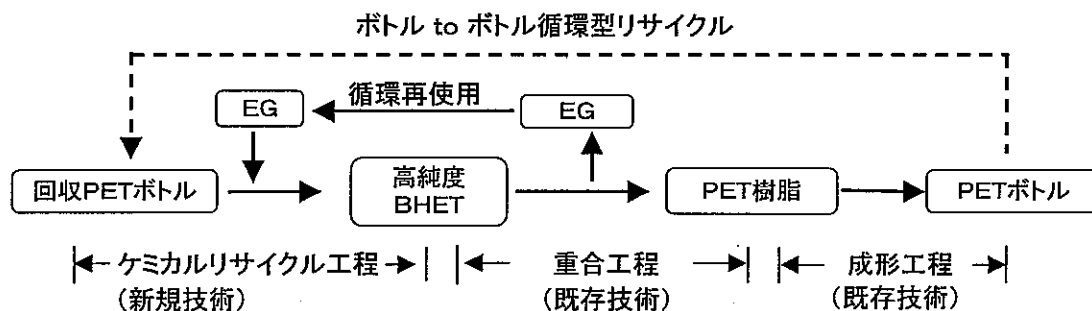 ボトル to ボトル循環型リサイクル
EG
循環再使用
EG
回収PETボトル
高純度
BHET
PET樹脂
PETボトル
ケミカルリサイクル工程
(新規技術)
重合工程
(既存技術)
成形工程
(既存技術)